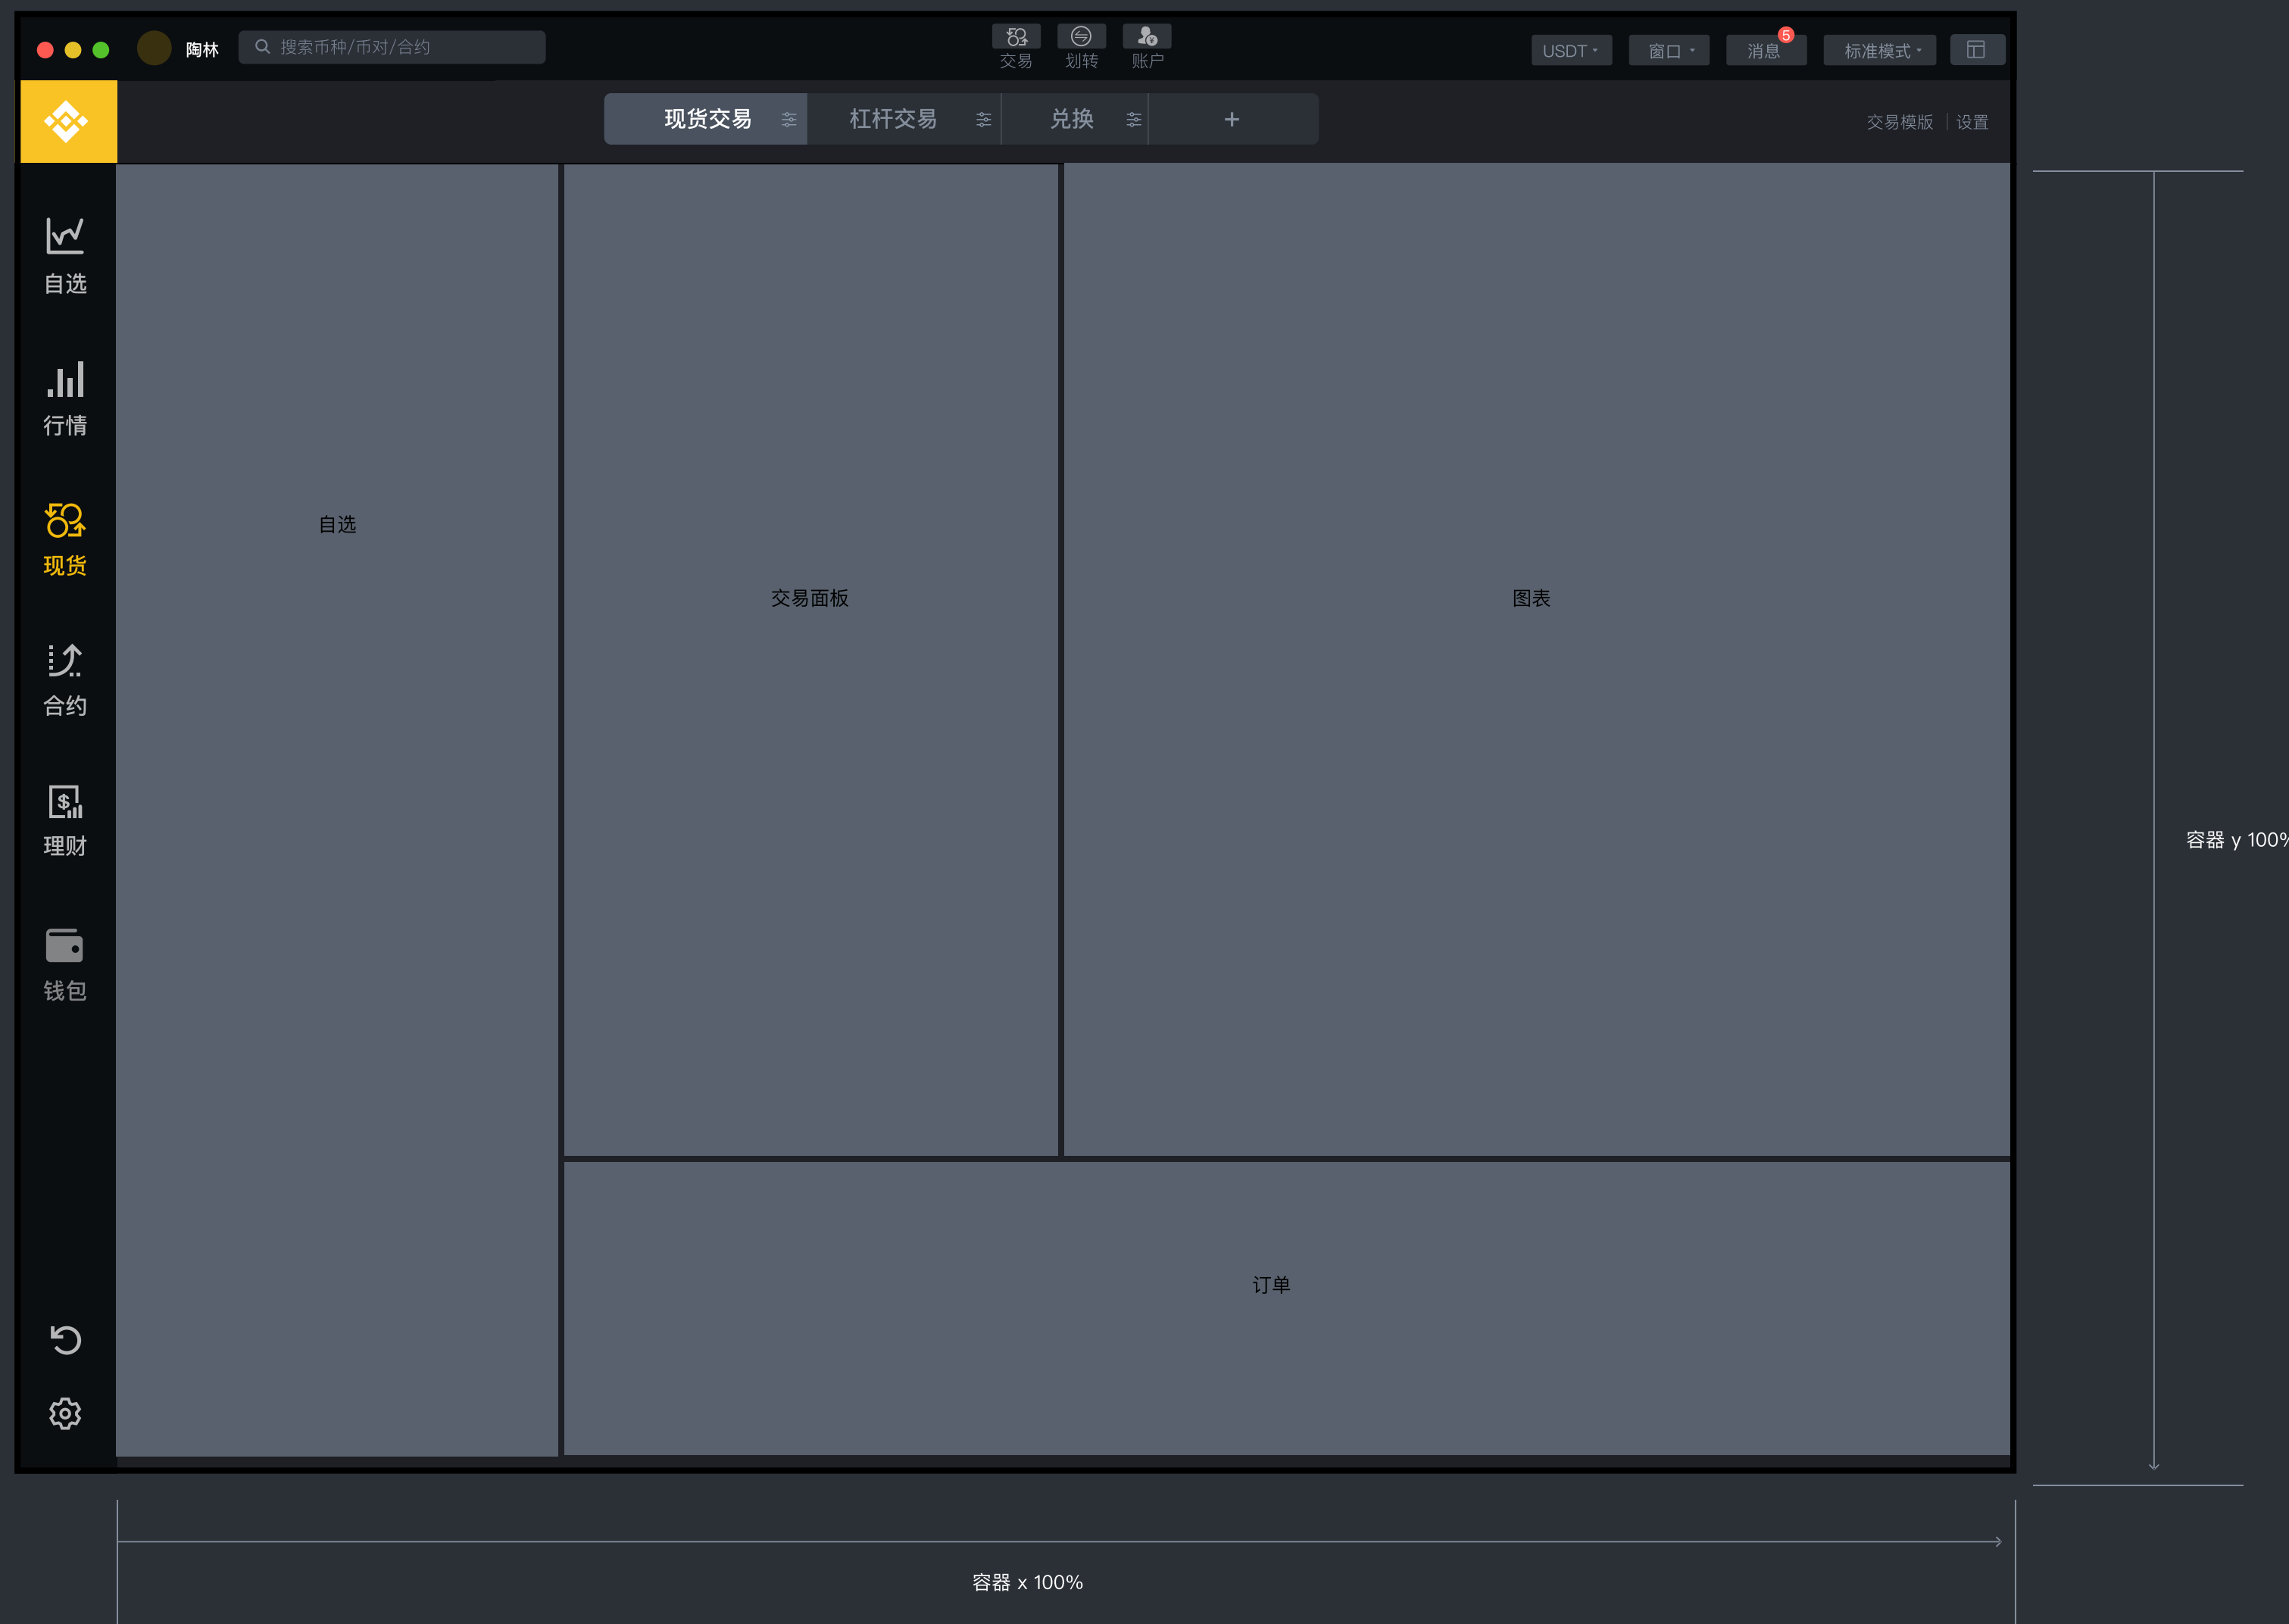 陶林
搜索币种/币对/合约
交易
划转
账户
USDT
窗口
消息
5
标准模式
现货交易
杠杆交易
兑换
+
交易模版
设置
自选
行情
现货
合约
理财
钱包
自选
交易面板
图表
订单
容器 y 100%
容器 x 100%